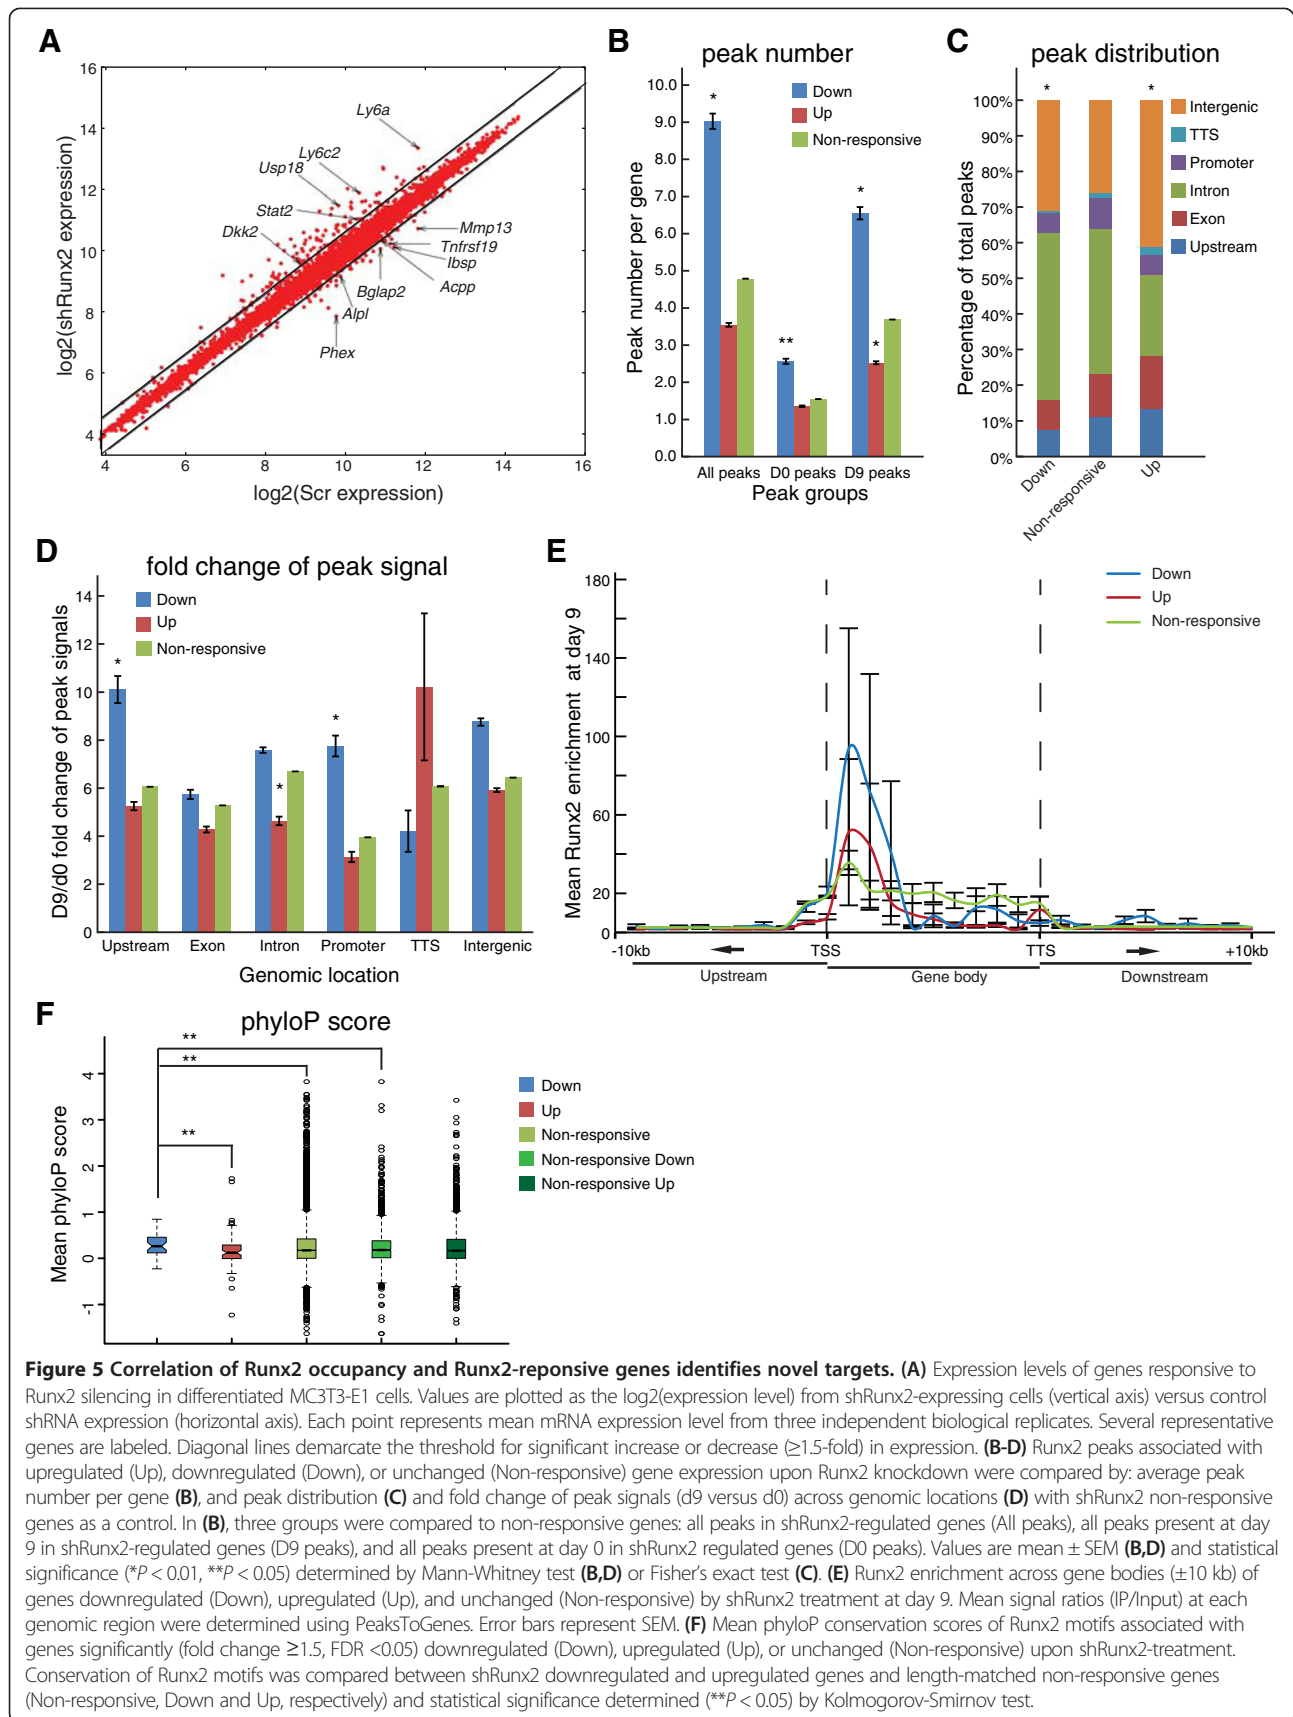 A
16
14
12
10
8
6
4
log2(shRunx2 expression)
Ly6a
Ly6c2
Usp18
Stat2
Dkk2
Mmp13
Tnfrsf19
Ibsp
Acpp
Bglap2
Alpl
Phex
4 6 8 10 12 14 16
log2(Scr expression)
B
peak number
Down
Up
Non-responsive
10.0
9.0
8.0
7.0
6.0
5.0
4.0
3.0
2.0
1.0
0.0
Peak number per gene
*
**
*
*
All peaks D0 peaks D9 peaks
Peak groups
C
peak distribution
* *
100%
90%
80%
70%
60%
50%
40%
30%
20%
10%
0%
Percentage of total peaks
Intergenic
TTS
Promoter
Intron
Exon
Upstream
Down
Non-responsive
Up
D
fold change of peak signal
Down
Up
Non-responsive
14
12
10
8
6
4
2
0
D9/d0 fold change of peak signals
*
*
*
Upstream Exon Intron Promoter TTS Intergenic
Genomic location
E
180
140
100
60
20
0
Mean Runx2 enrichment at day 9
Down
Up
Non-responsive
-10kb TSS TTS +10kb
Upstream Gene body Downstream
F
phyloP score
**
**
**
4
3
2
1
0
-1
Mean phyloP score
Down
Up
Non-responsive
Non-responsive Down
Non-responsive Up
Figure 5 Correlation of Runx2 occupancy and Runx2-reponsive genes identifies novel targets. (A) Expression levels of genes responsive to
Runx2 silencing in differentiated MC3T3-E1 cells. Values are plotted as the log2(expression level) from shRunx2-expressing cells (vertical axis) versus control
shRNA expression (horizontal axis). Each point represents mean mRNA expression level from three independent biological replicates. Several representative
genes are labeled. Diagonal lines demarcate the threshold for significant increase or decrease (≥1.5-fold) in expression. (B-D) Runx2 peaks associated with
upregulated (Up), downregulated (Down), or unchanged (Non-responsive) gene expression upon Runx2 knockdown were compared by: average peak
number per gene (B), and peak distribution (C) and fold change of peak signals (d9 versus d0) across genomic locations (D) with shRunx2 non-responsive
genes as a control. In (B), three groups were compared to non-responsive genes: all peaks in shRunx2-regulated genes (All peaks), all peaks present at day
9 in shRunx2-regulated genes (D9 peaks), and all peaks present at day 0 in shRunx2 regulated genes (D0 peaks). Values are mean ± SEM (B,D) and statistical
significance (*P < 0.01, **P < 0.05) determined by Mann-Whitney test (B,D) or Fisher's exact test (C). (E) Runx2 enrichment across gene bodies (±10 kb) of
genes downregulated (Down), upregulated (Up), and unchanged (Non-responsive) by shRunx2 treatment at day 9. Mean signal ratios (IP/Input) at each
genomic region were determined using PeaksToGenes. Error bars represent SEM. (F) Mean phyloP conservation scores of Runx2 motifs associated with
genes significantly (fold change ≥1.5, FDR <0.05) downregulated (Down), upregulated (Up), or unchanged (Non-responsive) upon shRunx2-treatment.
Conservation of Runx2 motifs was compared between shRunx2 downregulated and upregulated genes and length-matched non-responsive genes
(Non-responsive, Down and Up, respectively) and statistical significance determined (**P < 0.05) by Kolmogorov-Smirnov test.